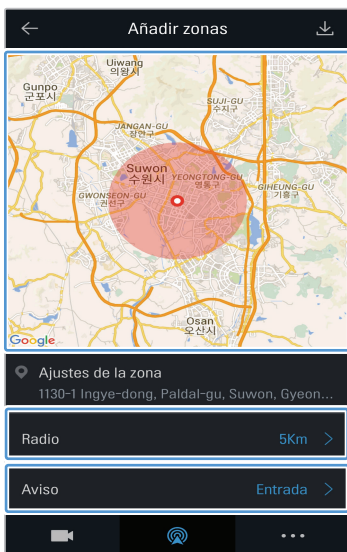 Añadir zonas
Uiwang
의왕시
Gunpo
군포시
SUJI-GU
수지구
JANGAN-GU
장안구
Suwon
수원시
YEONGTONG-GU
영통구
GWONSEON-GU
권선구
GIHEUNG-GU
기흥구
Osan
오산시
Google
Ajustes de la zona
1130-1 Ingye-dong, Paldal-gu, Suwon, Gyeon...
Radio 5Km >
Aviso Entrada >